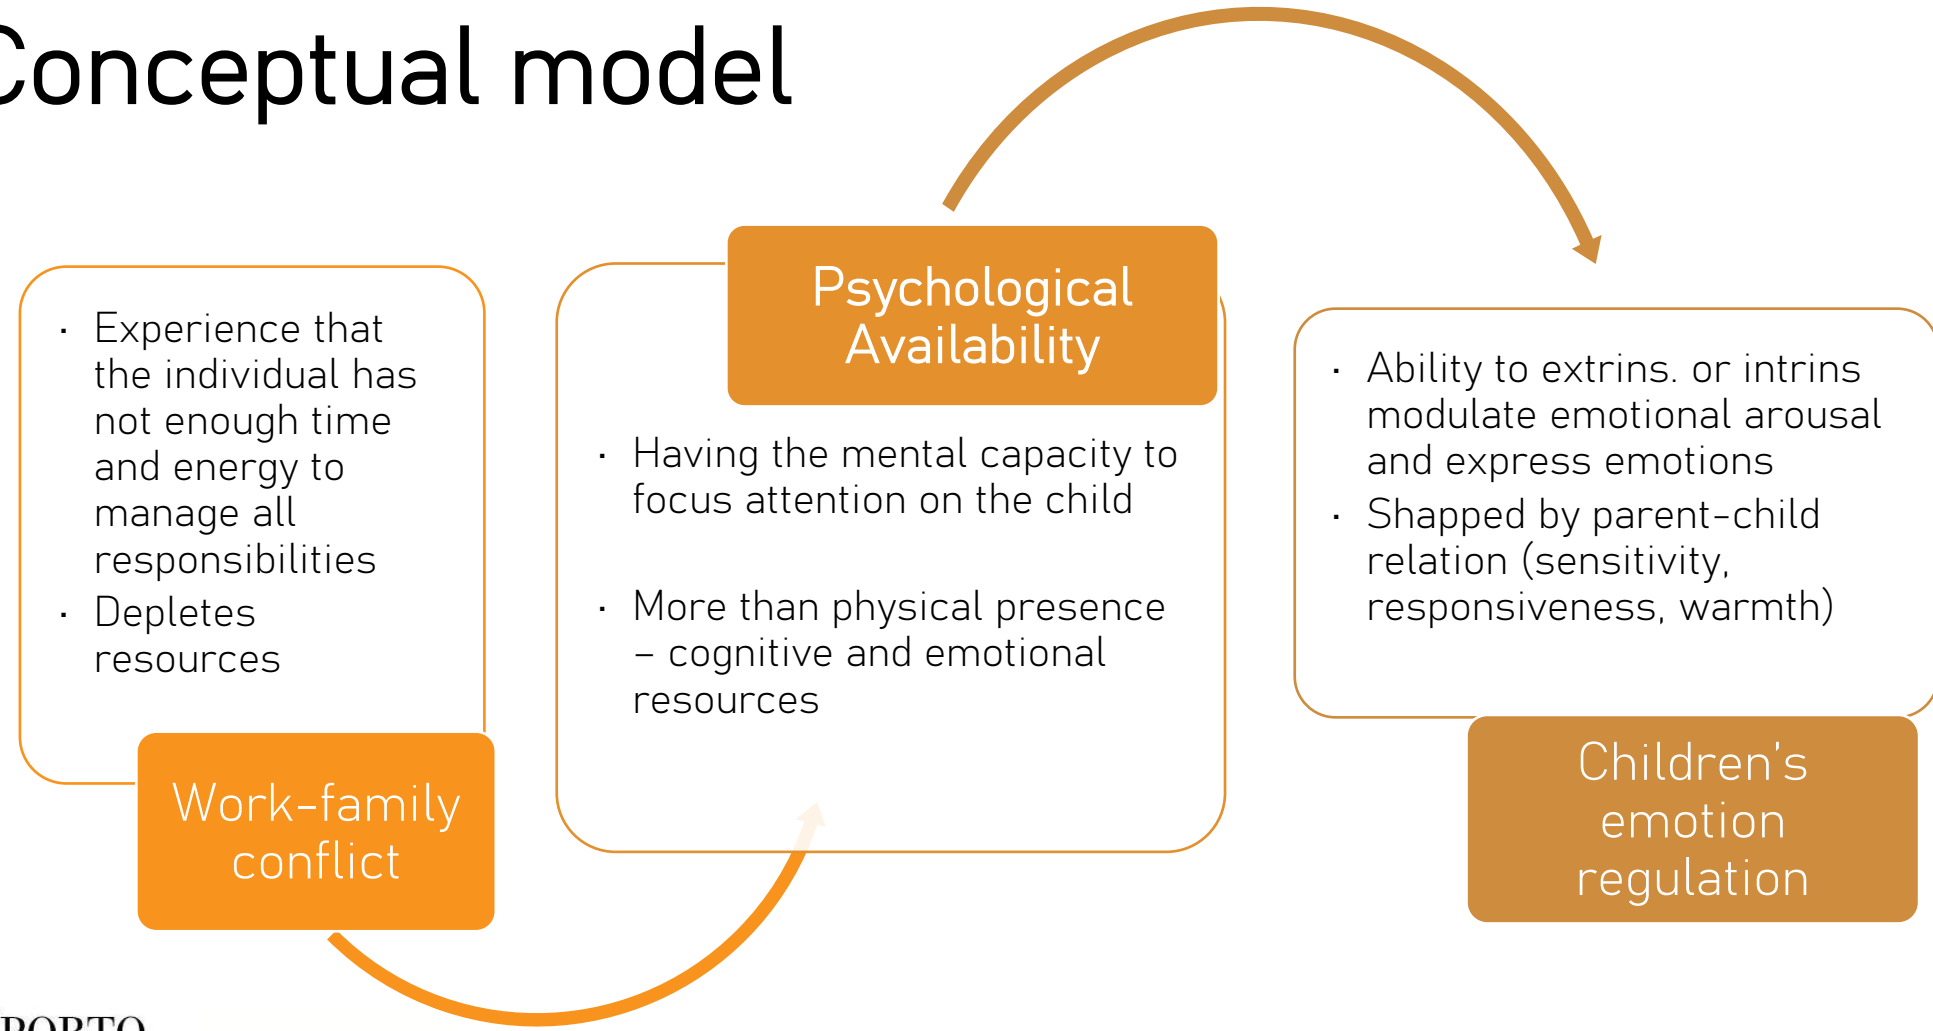 Conceptual model
· Experience that
the individual has
not enough time
and energy to
manage all
responsibilities
· Depletes
resources
Work-family
conflict
Psychological
Availability
· Having the mental capacity to
focus attention on the child
· More than physical presence
– cognitive and emotional
resources
· Ability to extrins. or intrins
modulate emotional arousal
and express emotions
· Shapped by parent-child
relation (sensitivity,
responsiveness, warmth)
Children's
emotion
regulation
PORTO